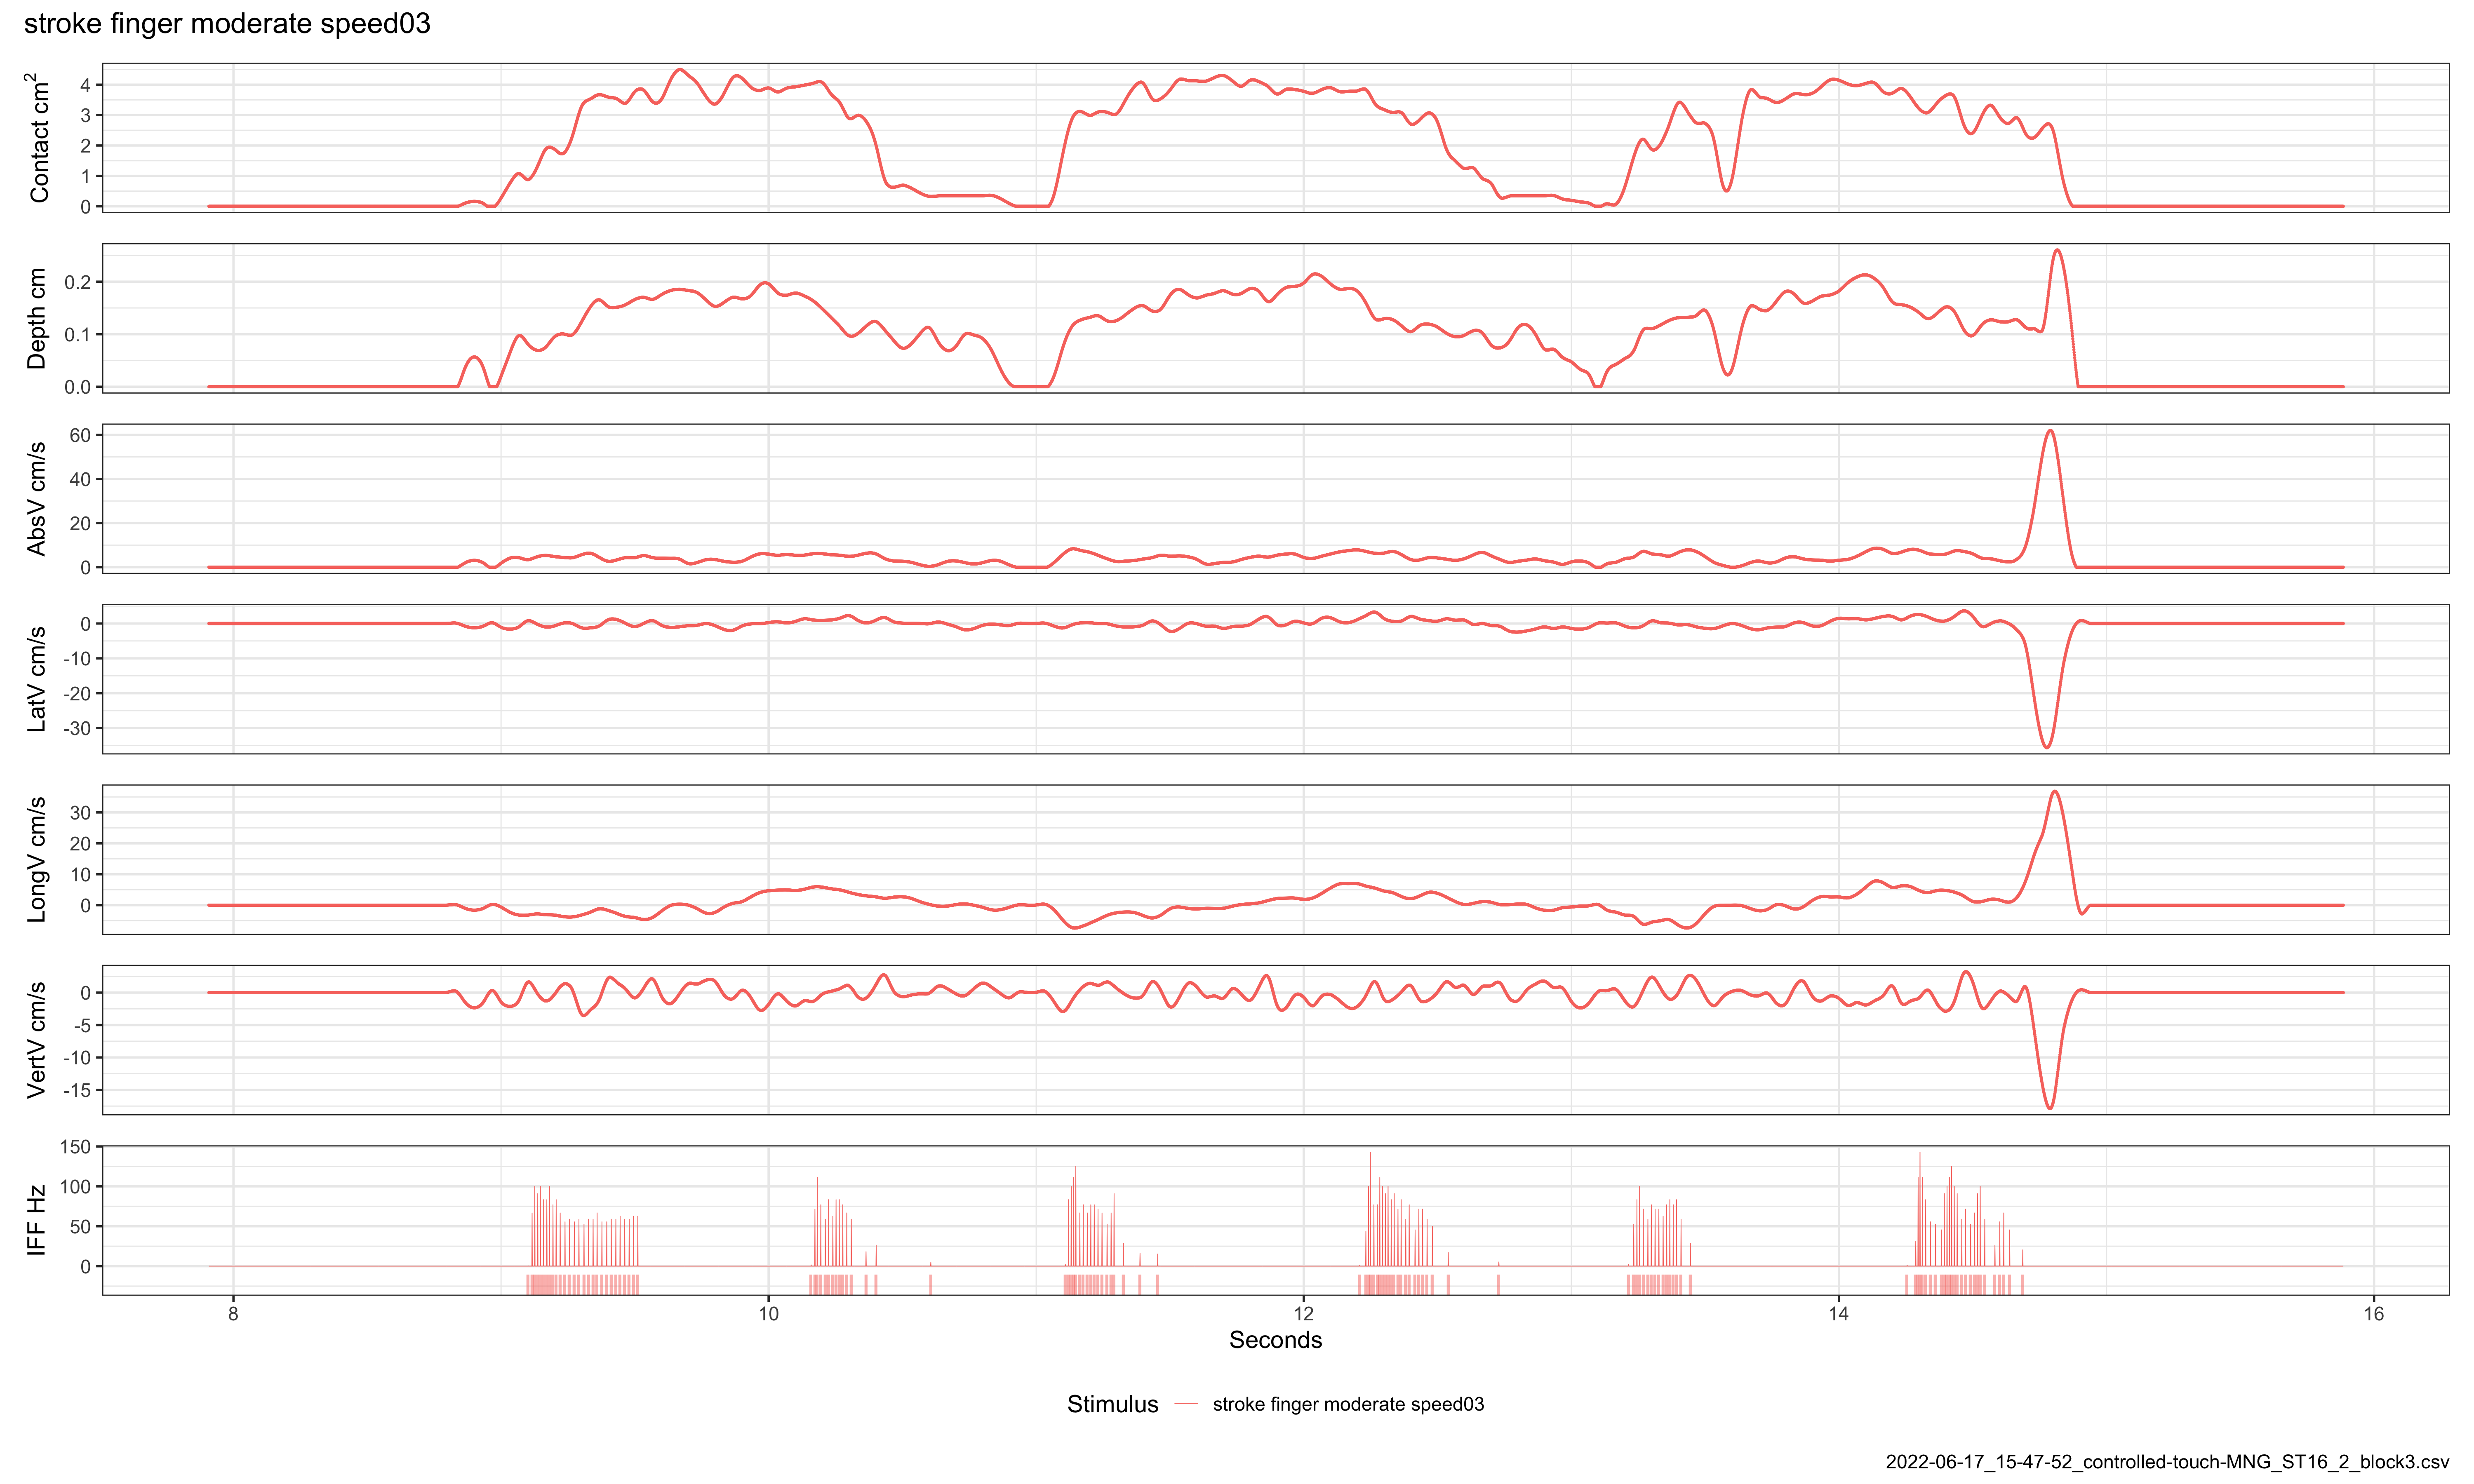 stroke finger moderate speed03
Contact cm²
4
3
2
1
0
Depth cm
0.2
0.1
0.0
AbsV cm/s
60
40
20
0
LatV cm/s
0
-10
-20
-30
LongV cm/s
30
20
10
0
VertV cm/s
0
-5
-10
-15
IFF Hz
150
100
50
0
8 10 12 14 16
Seconds
Stimulus stroke finger moderate speed03
2022-06-17_15-47-52_controlled-touch-MNG_ST16_2_block3.csv